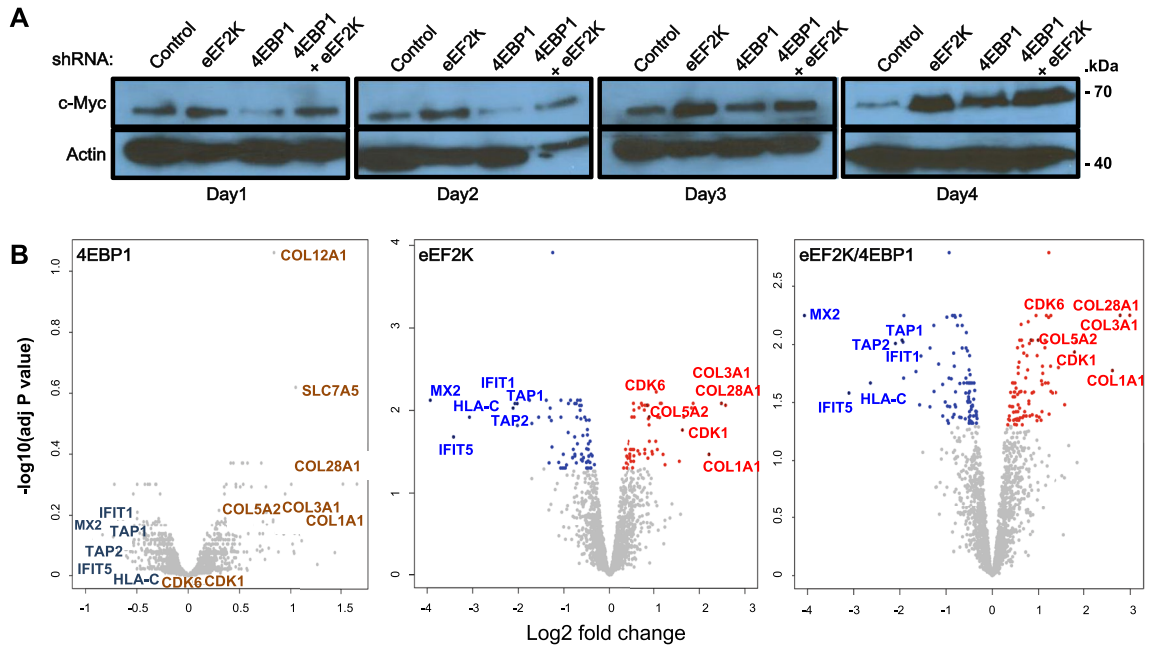 A
shRNA:
Control eEF2K 4EBP1 4EBP1 + eEF2K
Control eEF2K 4EBP1 4EBP1 + eEF2K
Control eEF2K 4EBP1 4EBP1 + eEF2K
Control eEF2K 4EBP1 4EBP1 + eEF2K
.kDa
c-Myc
- 70
Actin
- 40
Day1 Day2 Day3 Day4
B
4EBP1
COL12A1
SLC7A5
COL28A1
COL5A2 COL3A1
COL1A1
IFIT1
MX2
TAP1
TAP2
IFIT5
HLA-C CDK6 CDK1
-log10(adj P value)
1.0
0.8
0.6
0.4
0.2
0
-1 -0.5 0 0.5 1 1.5
eEF2K
COL3A1
CDK6 COL28A1
IFIT1
MX2 TAP1
HLA-C COL5A2
TAP2 CDK1
IFIT5 COL1A1
4
3
2
1
0
-4 -3 -2 -1 0 1 2 3
eEF2K/4EBP1
CDK6 COL28A1
MX2 COL3A1
TAP1 COL5A2
TAP2
IFIT1 CDK1
COL1A1
HLA-C
IFIT5
2.5
2.0
1.5
1.0
0.5
0
-4 -3 -2 -1 0 1 2 3
Log2 fold change